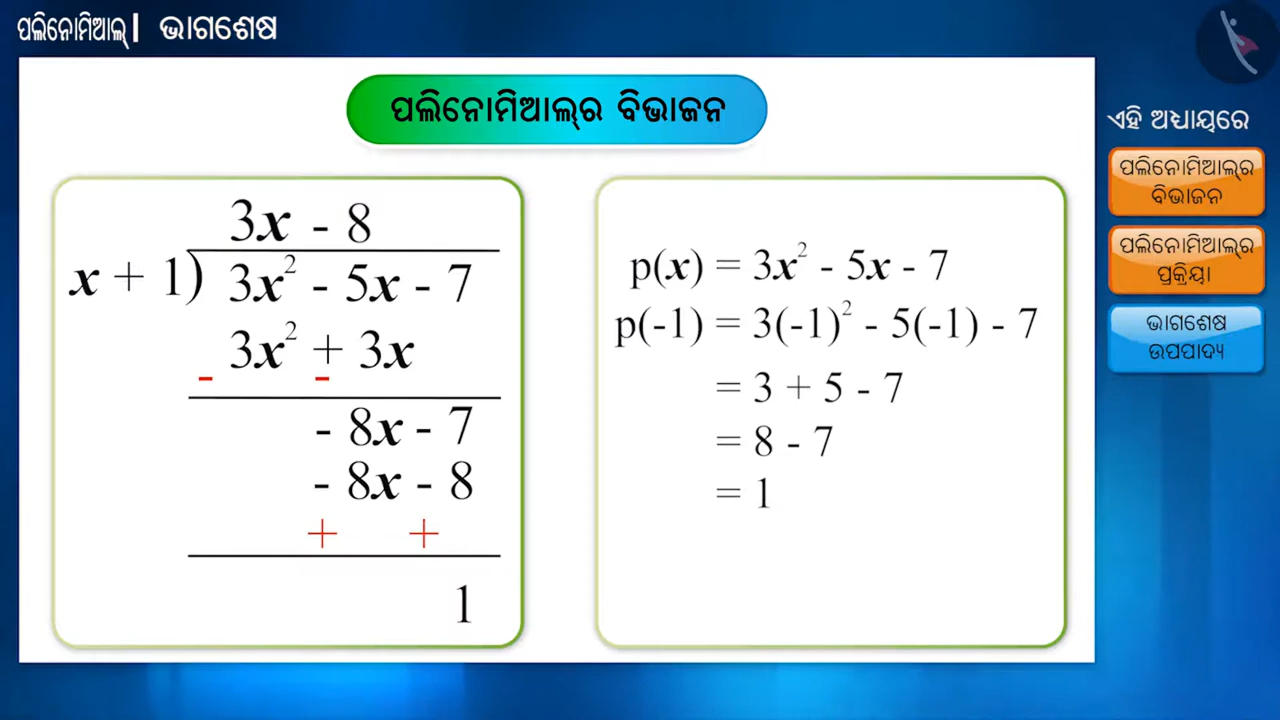 ପଲିନୋମିଆଲ୍ | ଭାଗଶେଷ
ପଲିନୋମିଆଲ୍‌ର ବିଭାଜନ
3x - 8
x + 1) 3x² - 5x - 7
3x² + 3x
- -
- 8x - 7
- 8x - 8
+ +
1
p(x) = 3x² - 5x - 7
p(-1) = 3(-1)² - 5(-1) - 7
= 3 + 5 - 7
= 8 - 7
= 1
ଏହି ଅଧ୍ୟାୟରେ
ପଲିନୋମିଆଲ୍‌ର
ବିଭାଜନ
ପଲିନୋମିଆଲ୍‌ର
ପ୍ରକ୍ରିୟା
ଭାଗଶେଷ
ଉପପାଦ୍ୟ